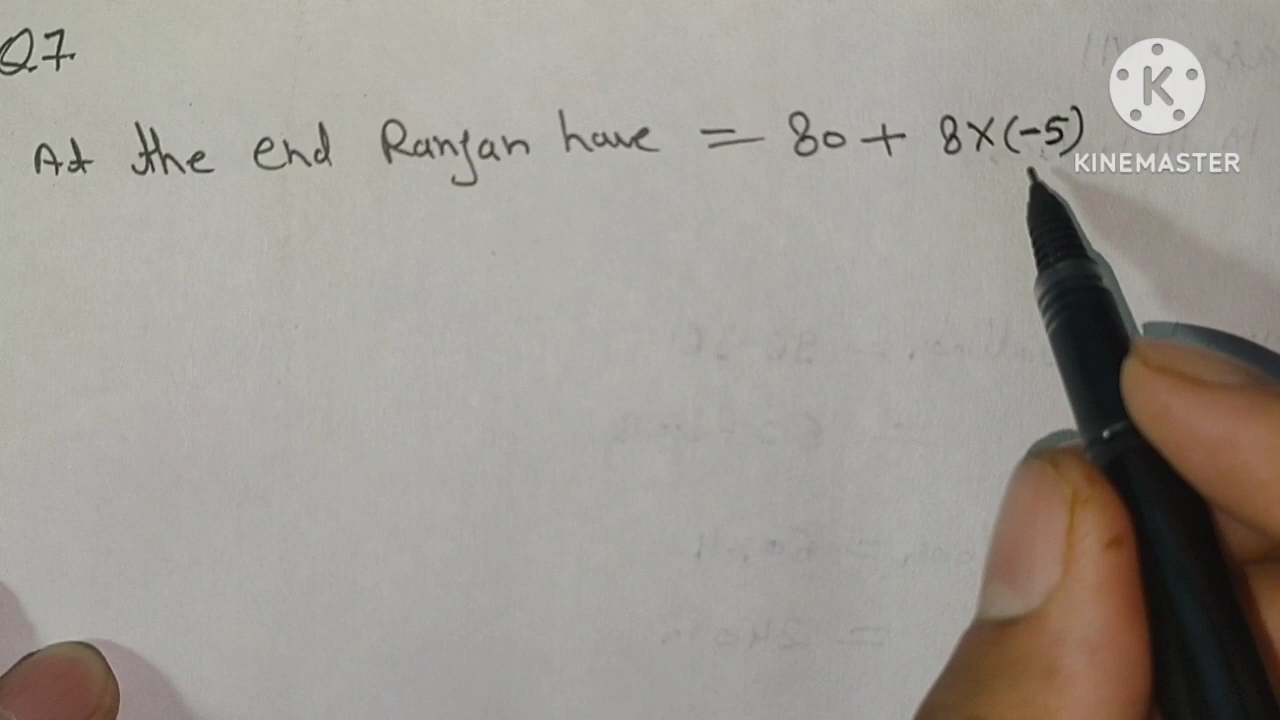 Q7
At the end Ranjan have = 80 + 8×(-5)
K
KINEMASTER